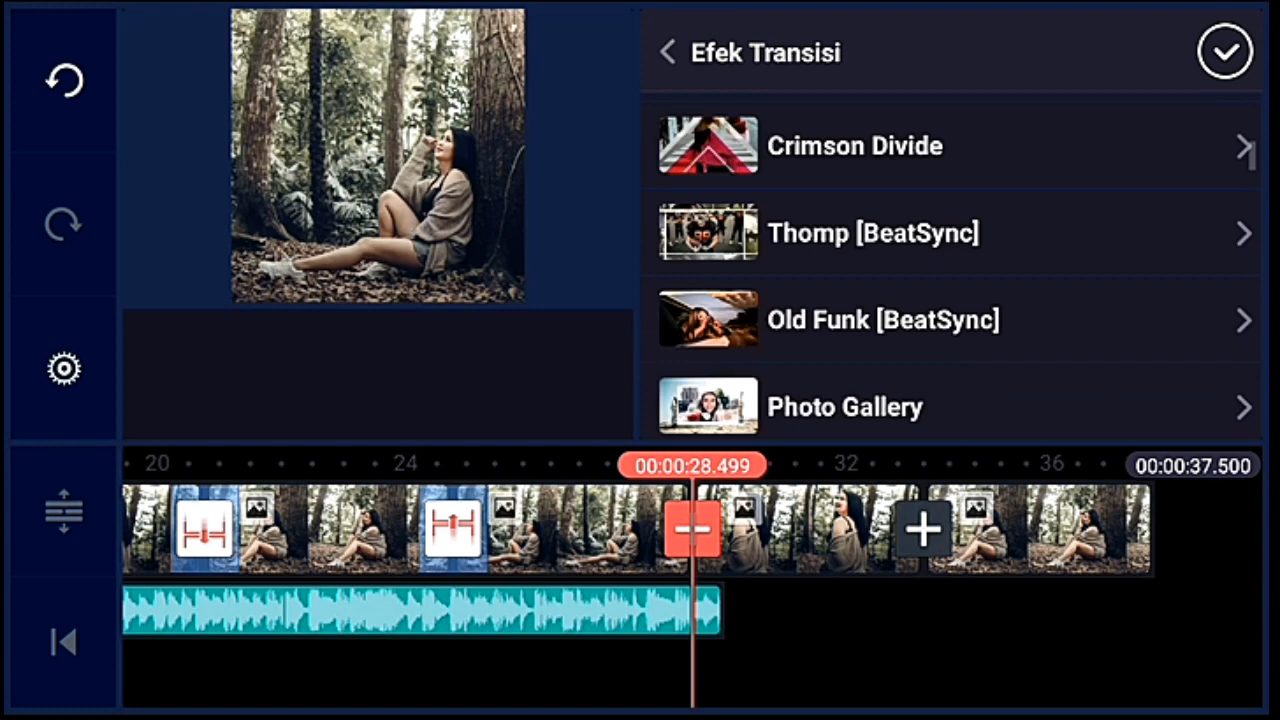 Efek Transisi
Crimson Divide
Thomp [BeatSync]
Old Funk [BeatSync]
Photo Gallery
20
24
00:00:28.499
32
36
00:00:37.500